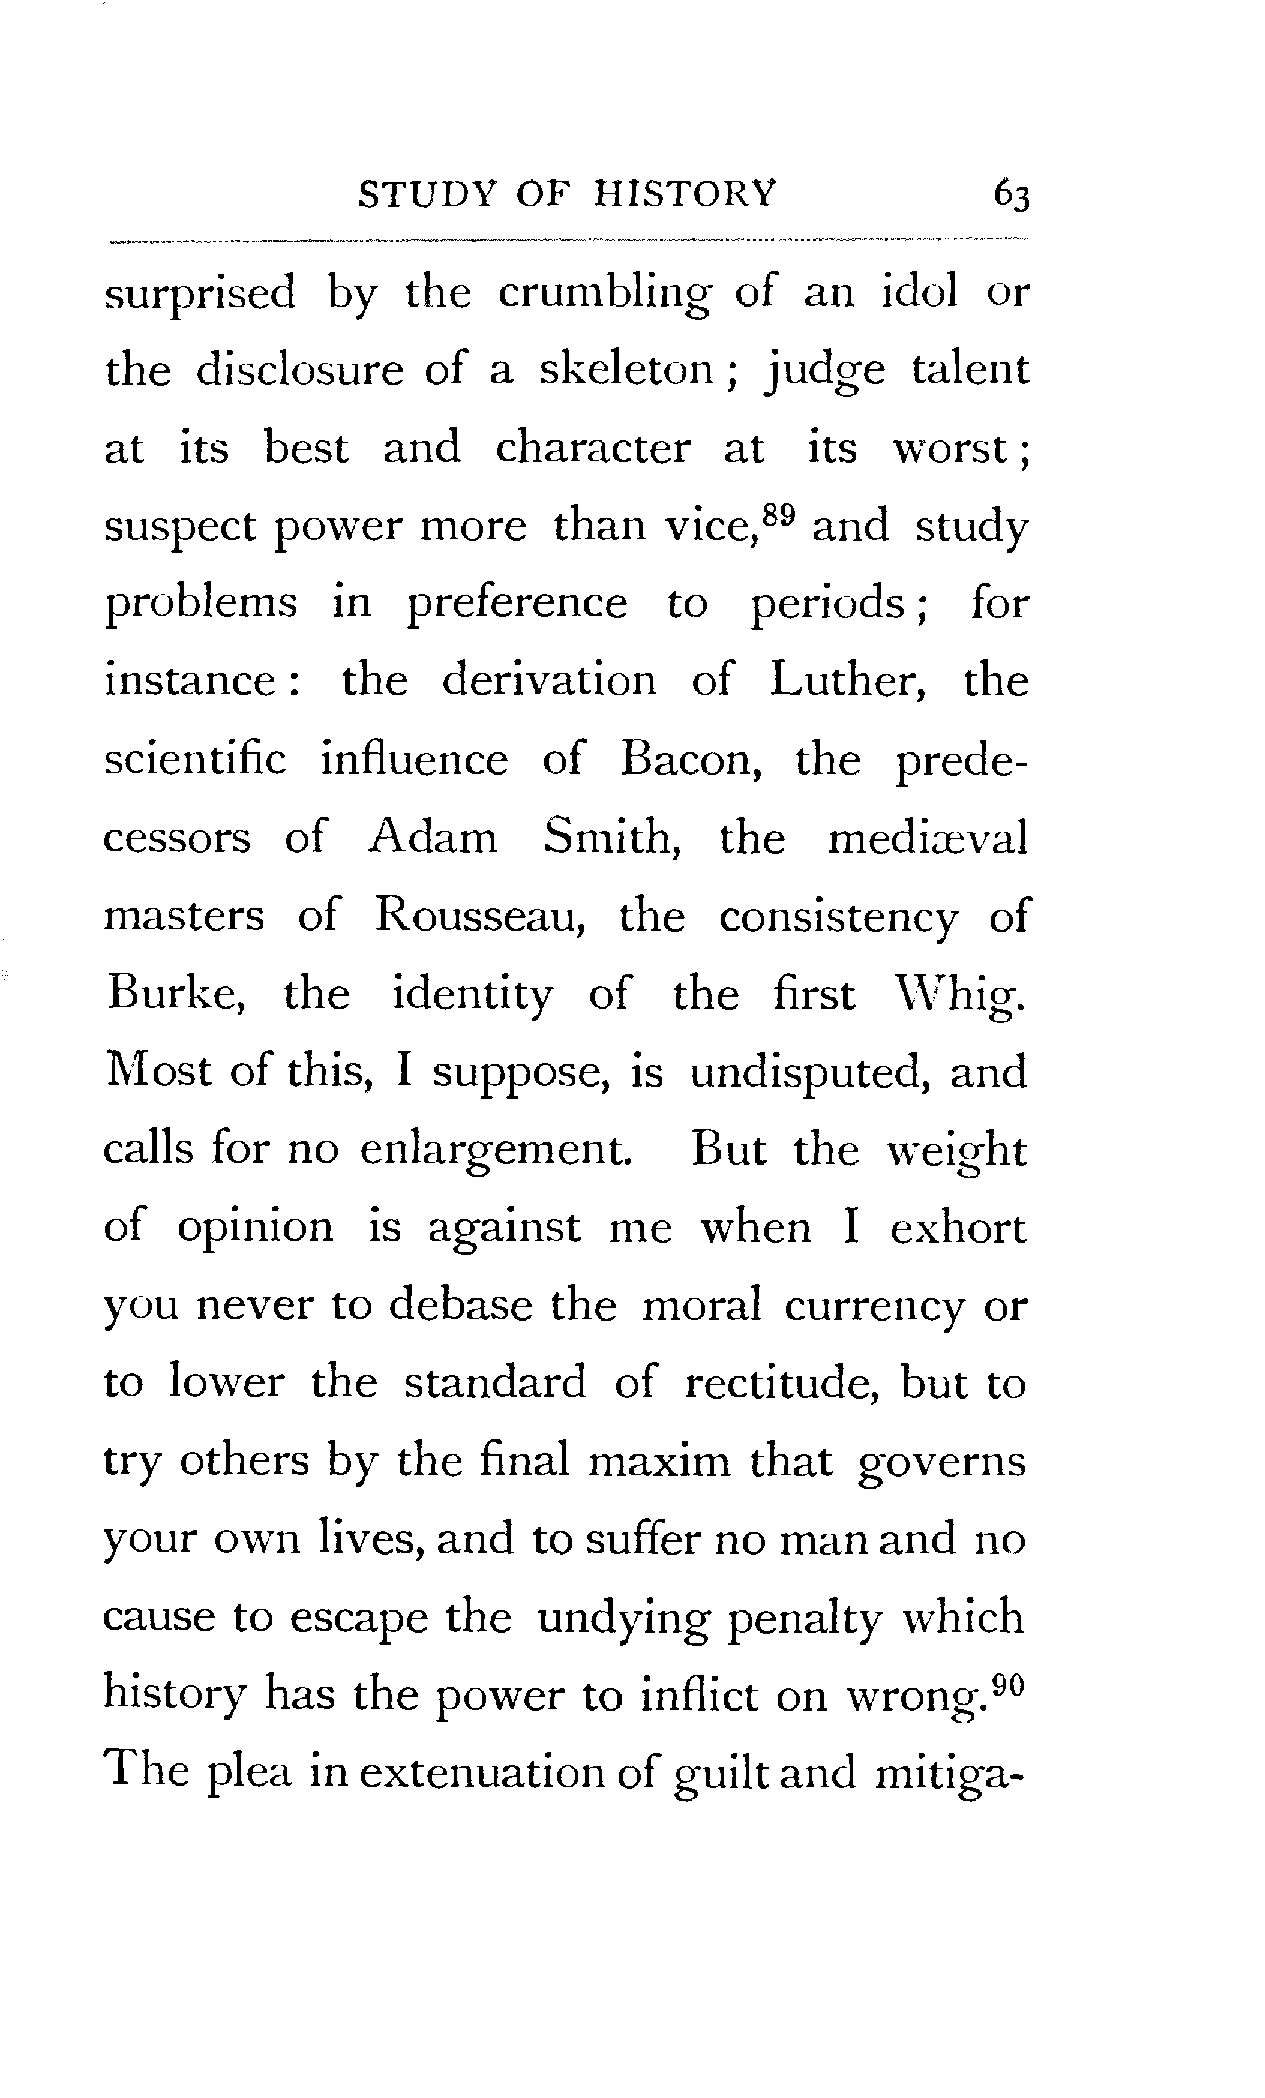 STUDY OF HISTORY 63
surprised by the crumbling of an idol or
the disclosure of a skeleton ; judge talent
at its best and character at its worst ;
suspect power more than vice,⁸⁹ and study
problems in preference to periods ; for
instance : the derivation of Luther, the
scientific influence of Bacon, the prede-
cessors of Adam Smith, the mediæval
masters of Rousseau, the consistency of
Burke, the identity of the first Whig.
Most of this, I suppose, is undisputed, and
calls for no enlargement. But the weight
of opinion is against me when I exhort
you never to debase the moral currency or
to lower the standard of rectitude, but to
try others by the final maxim that governs
your own lives, and to suffer no man and no
cause to escape the undying penalty which
history has the power to inflict on wrong.⁹⁰
The plea in extenuation of guilt and mitiga-